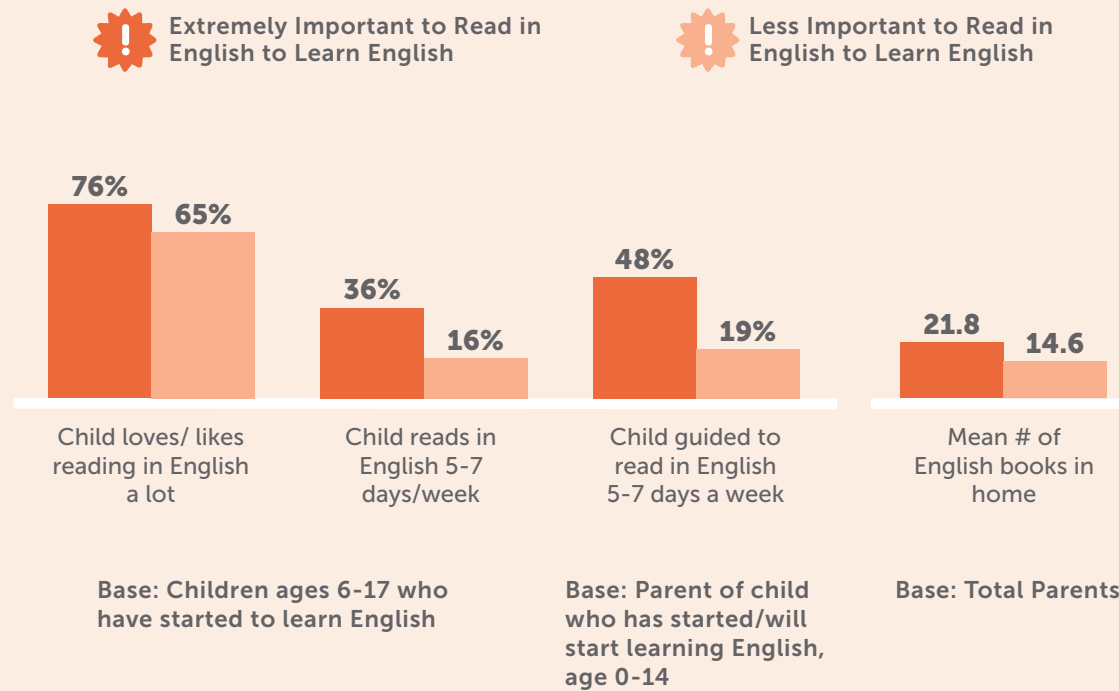 Extremely Important to Read in
English to Learn English
Less Important to Read in
English to Learn English
76%
65%
36%
16%
48%
19%
21.8
14.6
Child loves/ likes
reading in English
a lot
Child reads in
English 5-7
days/week
Child guided to
read in English
5-7 days a week
Mean # of
English books in
home
Base: Children ages 6-17 who
have started to learn English
Base: Parent of child
who has started/will
start learning English,
age 0-14
Base: Total Parents